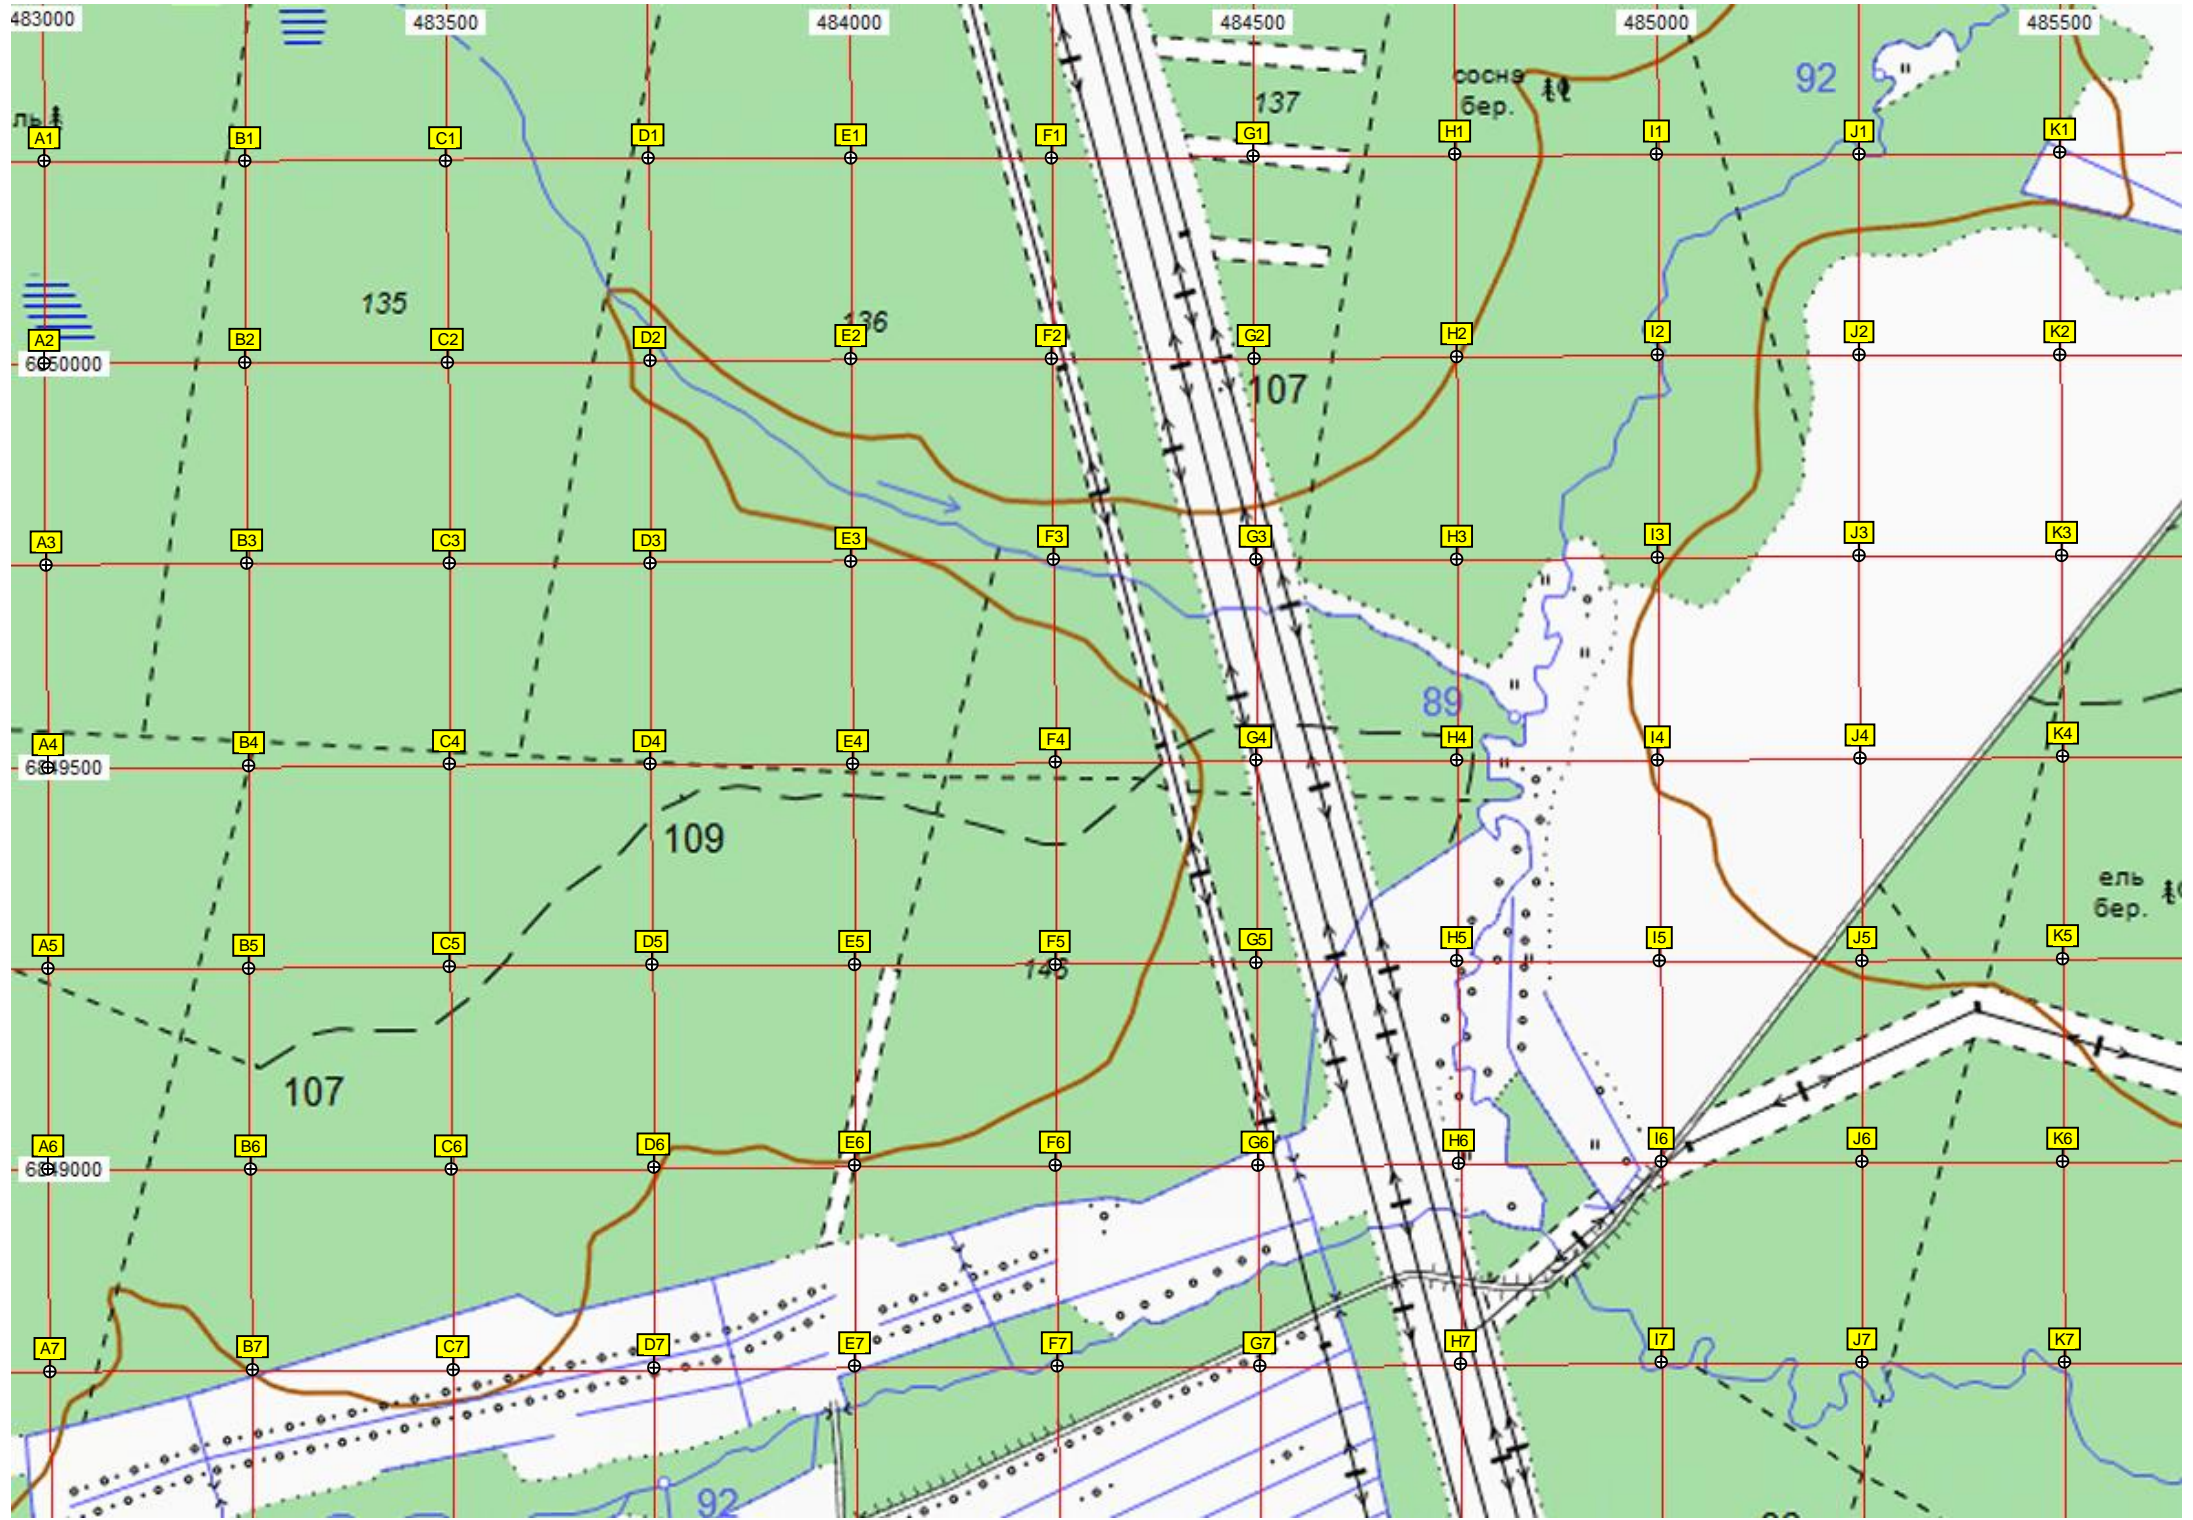 483000 483500 484000 484500 485000 485500
92
сосна
бер.
137
ль
A1 B1 C1 D1 E1 F1 G1 H1 I1 J1 K1
135
136
A2 B2 C2 D2 E2 F2 G2 H2 I2 J2 K2
107
A3 B3 C3 D3 E3 F3 G3 H3 I3 J3 K3
89
A4 B4 C4 D4 E4 F4 G4 H4 I4 J4 K4
109
ель
бер.
A5 B5 C5 D5 E5 F5 G5 H5 I5 J5 K5
107
A6 B6 C6 D6 E6 F6 G6 H6 I6 J6 K6
A7 B7 C7 D7 E7 F7 G7 H7 I7 J7 K7
92